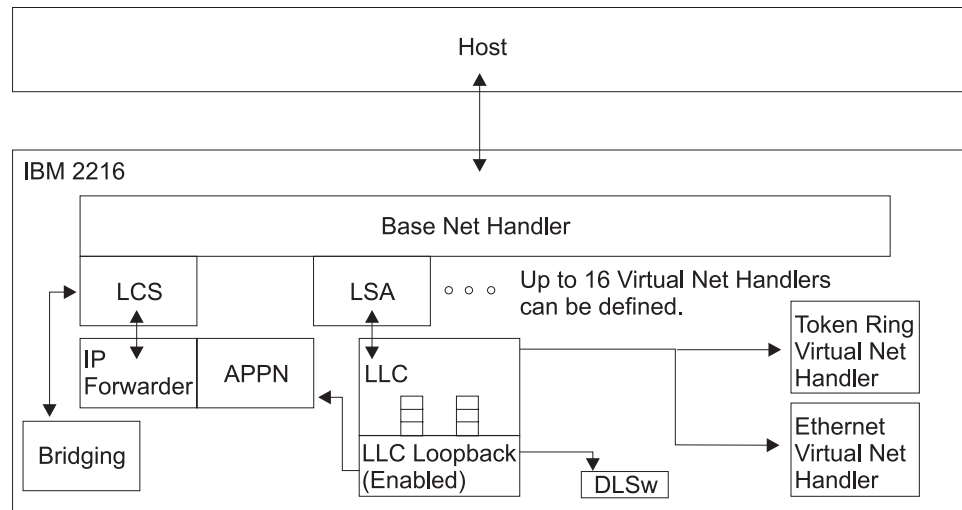 Host
IBM 2216
Base Net Handler
LCS
LSA
Up to 16 Virtual Net Handlers
can be defined.
IP
Forwarder
APPN
LLC
Token Ring
Virtual Net
Handler
Bridging
LLC Loopback
(Enabled)
DLSw
Ethernet
Virtual Net
Handler